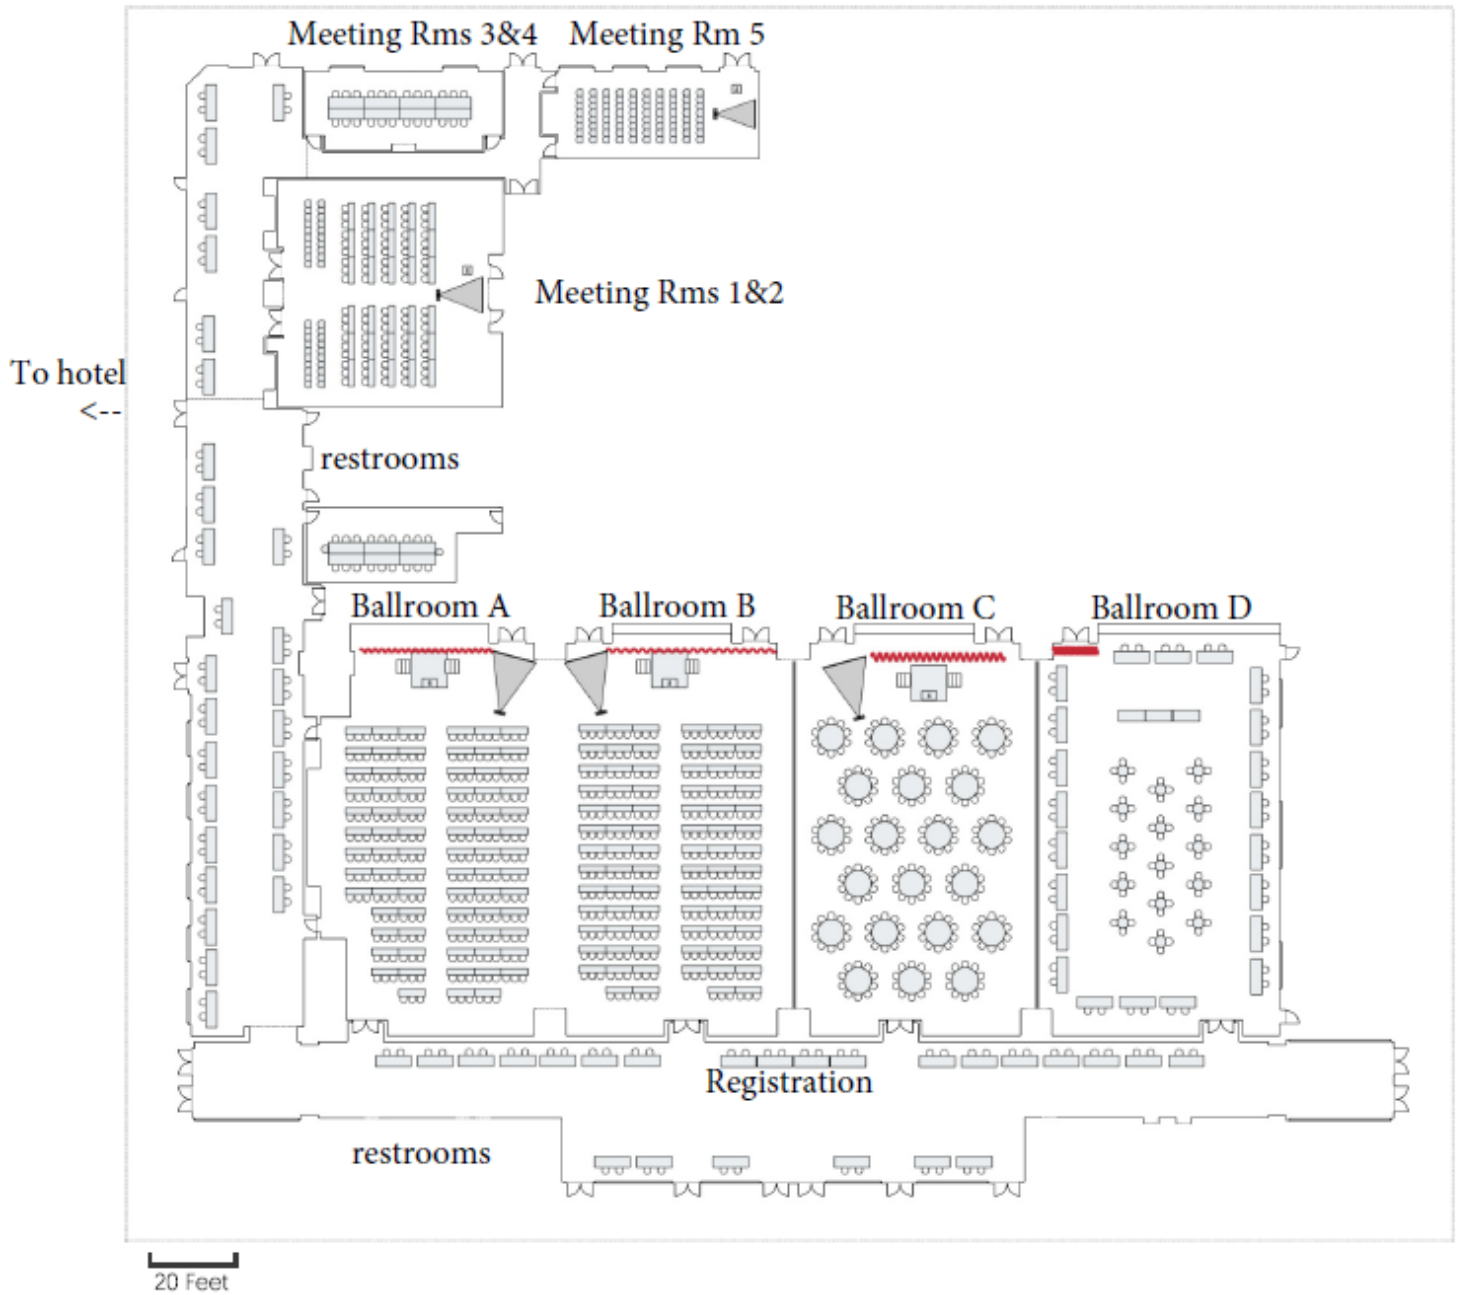 Meeting Rms 3&4
Meeting Rm 5
Meeting Rms 1&2
To hotel
<--
restrooms
Ballroom A
Ballroom B
Ballroom C
Ballroom D
Registration
restrooms
20 Feet